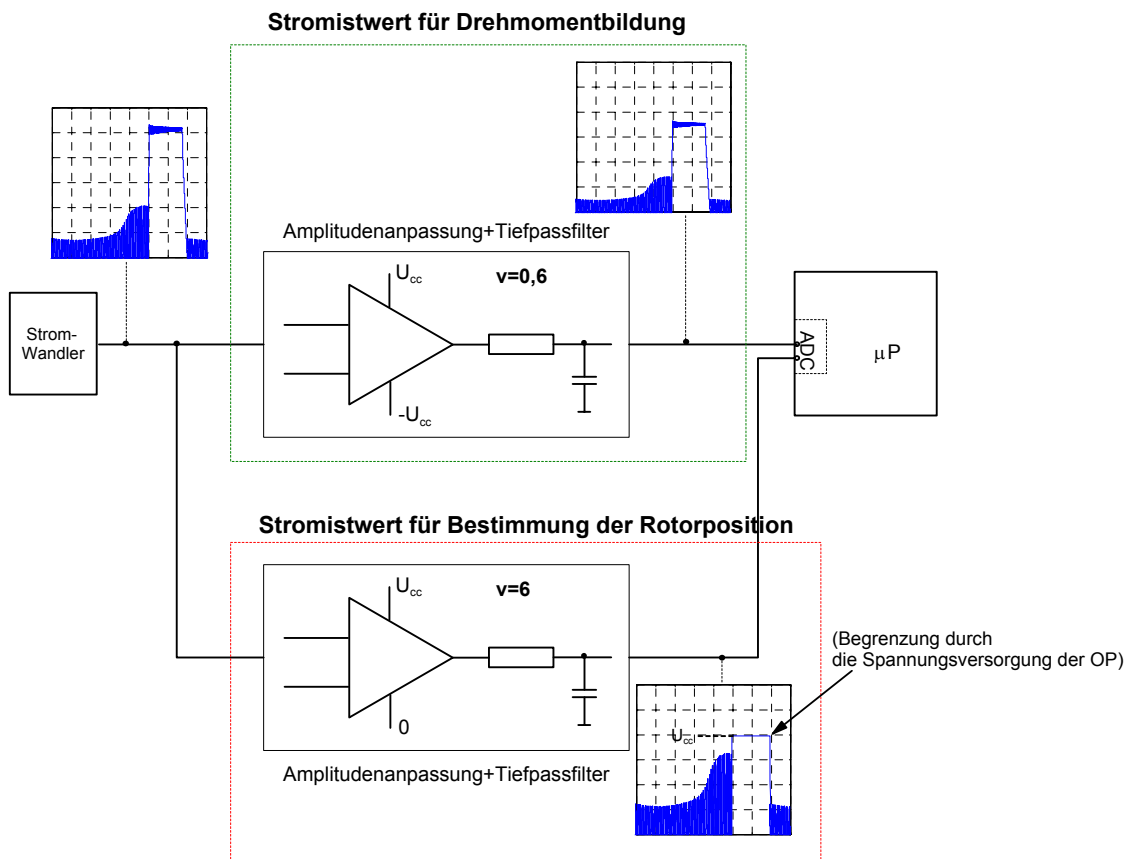 Stromistwert für Drehmomentbildung
Amplitudenanpassung+Tiefpassfilter
Ucc
v=0,6
-Ucc
Strom-
Wandler
ADC
µP
Stromistwert für Bestimmung der Rotorposition
Ucc
v=6
0
Amplitudenanpassung+Tiefpassfilter
(Begrenzung durch
die Spannungsversorgung der OP)
Ucc